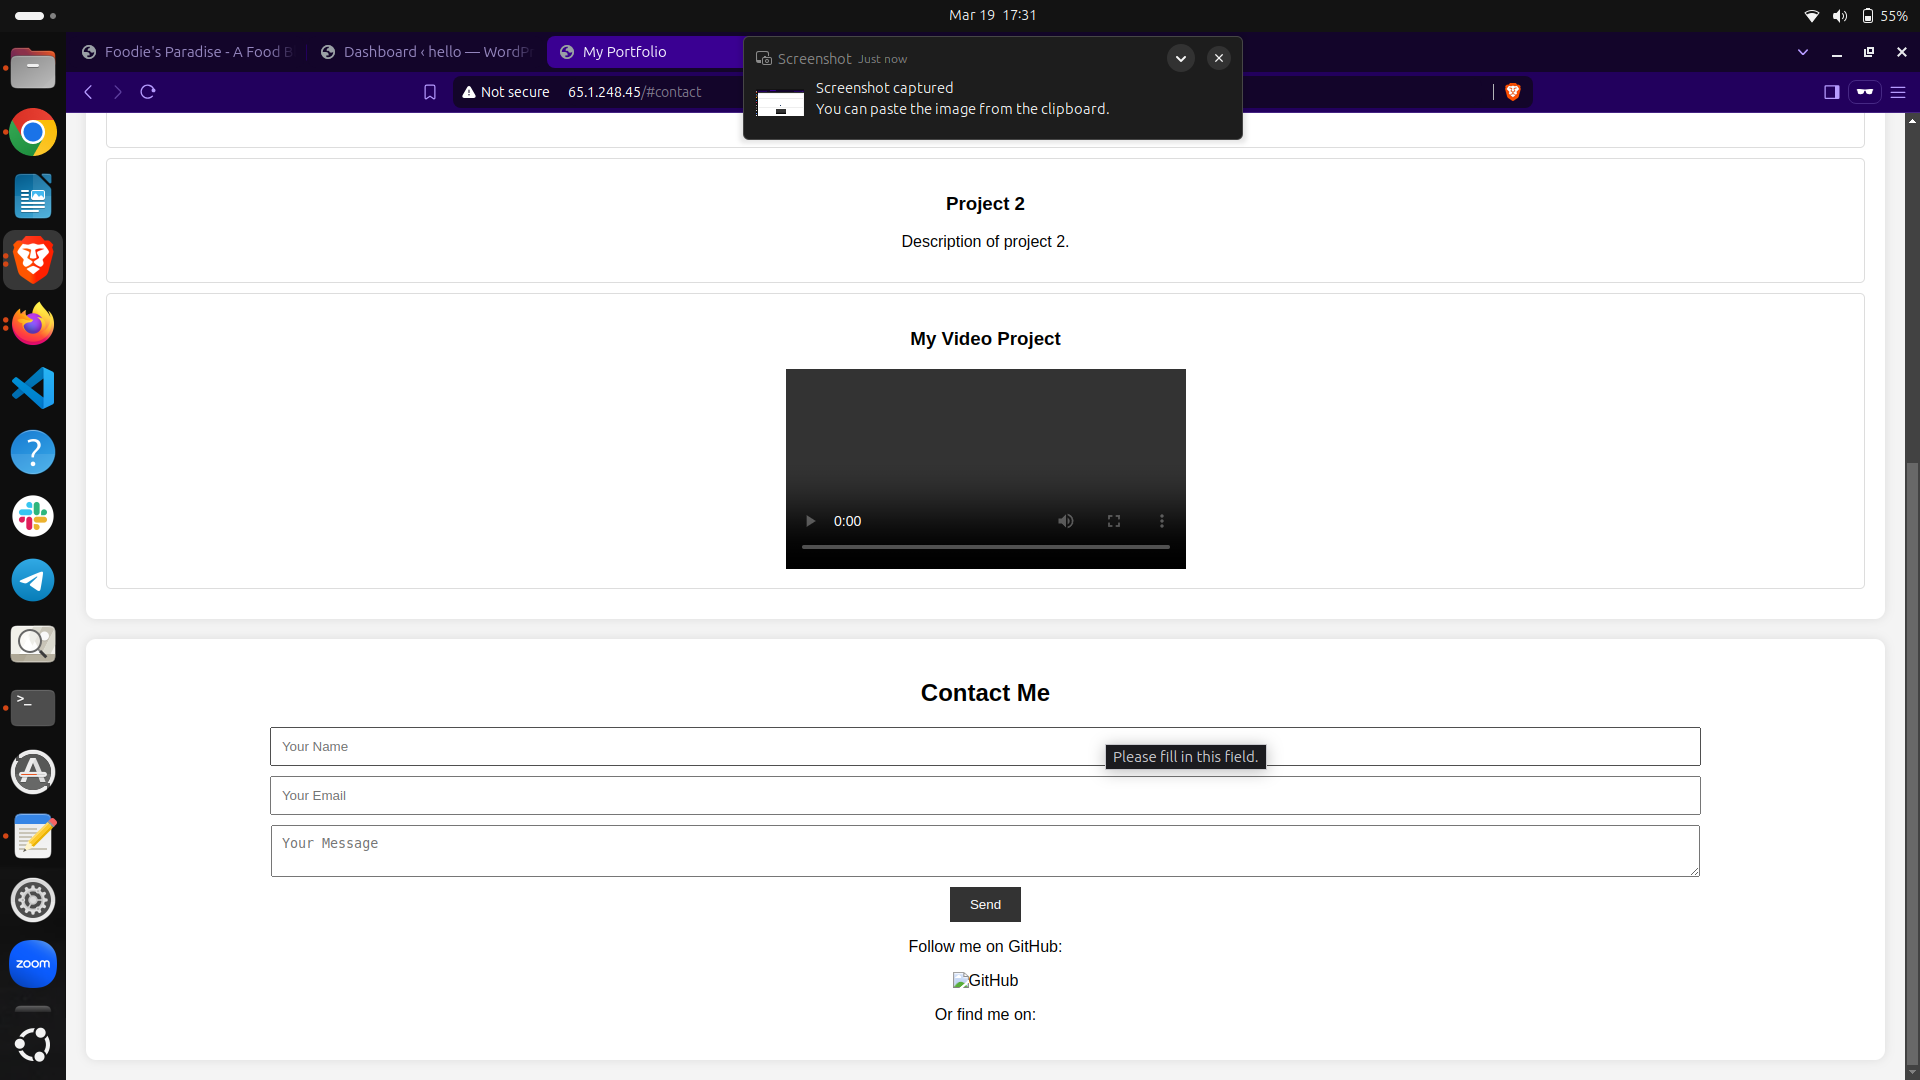 Mar 19 17:31
55%
Foodie's Paradise - A Food B
Dashboard ‹ hello — WordPr
My Portfolio
Screenshot Just now
Screenshot captured
You can paste the image from the clipboard.
Not secure 65.1.248.45/#contact
Project 2
Description of project 2.
My Video Project
0:00
Contact Me
Your Name
Please fill in this field.
Your Email
Your Message
Send
Follow me on GitHub:
GitHub
Or find me on:
zoom